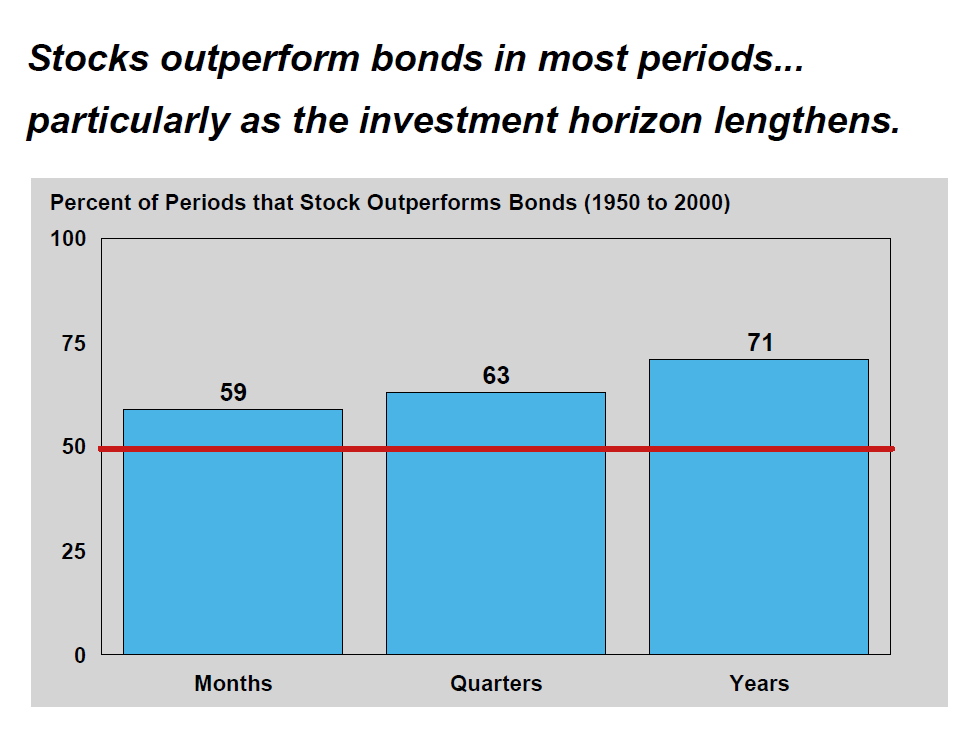 Stocks outperform bonds in most periods...
particularly as the investment horizon lengthens.
Percent of Periods that Stock Outperforms Bonds (1950 to 2000)
100
75
50
25
0
59
63
71
Months
Quarters
Years